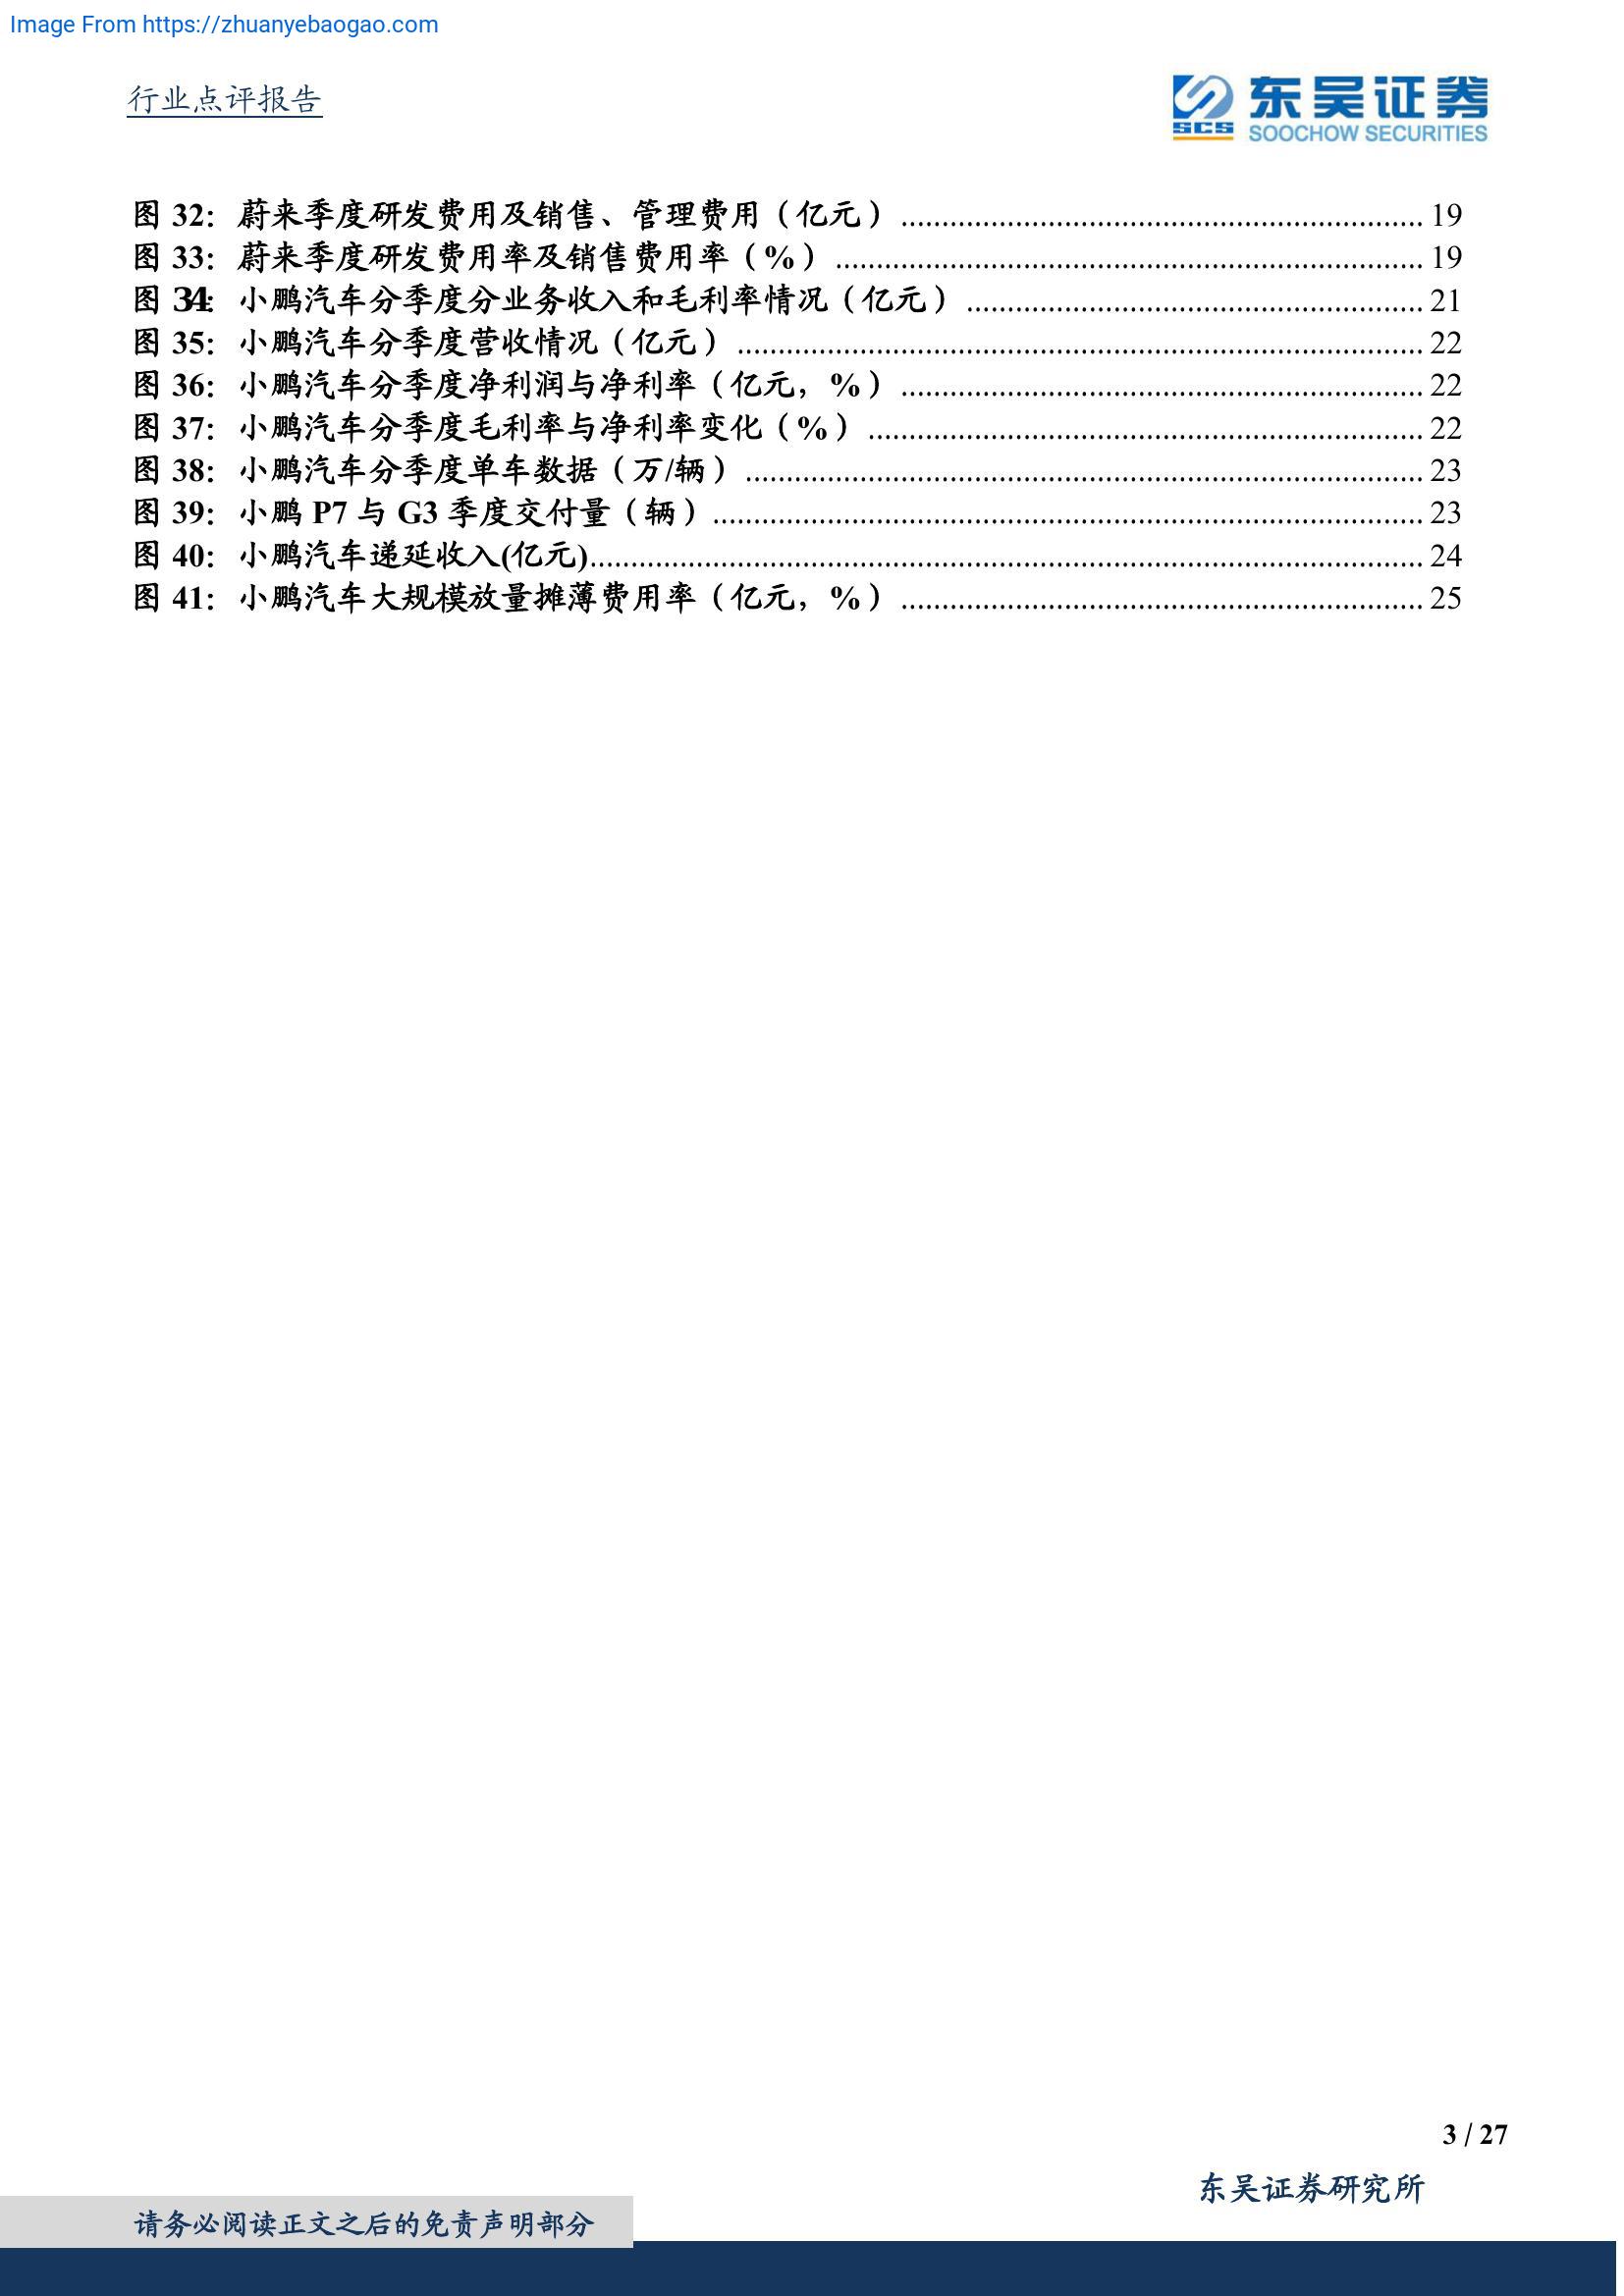 Image From https://zhuanyebaogao.com
行业点评报告
SCS 东吴证券
SOOCHOW SECURITIES
图 32：蔚来季度研发费用及销售、管理费用（亿元） ................................................................ 19
图 33：蔚来季度研发费用率及销售费用率（%） ........................................................................ 19
图 34：小鹏汽车分季度分业务收入和毛利率情况（亿元） ........................................................ 21
图 35：小鹏汽车分季度营收情况（亿元） .................................................................................... 22
图 36：小鹏汽车分季度净利润与净利率（亿元，%） ................................................................ 22
图 37：小鹏汽车分季度毛利率与净利率变化（%） .................................................................... 22
图 38：小鹏汽车分季度单车数据（万/辆） ................................................................................... 23
图 39：小鹏 P7 与 G3 季度交付量（辆） ....................................................................................... 23
图 40：小鹏汽车递延收入(亿元)...................................................................................................... 24
图 41：小鹏汽车大规模放量摊薄费用率（亿元，%） ................................................................ 25
3 / 27
东吴证券研究所
请务必阅读正文之后的免责声明部分